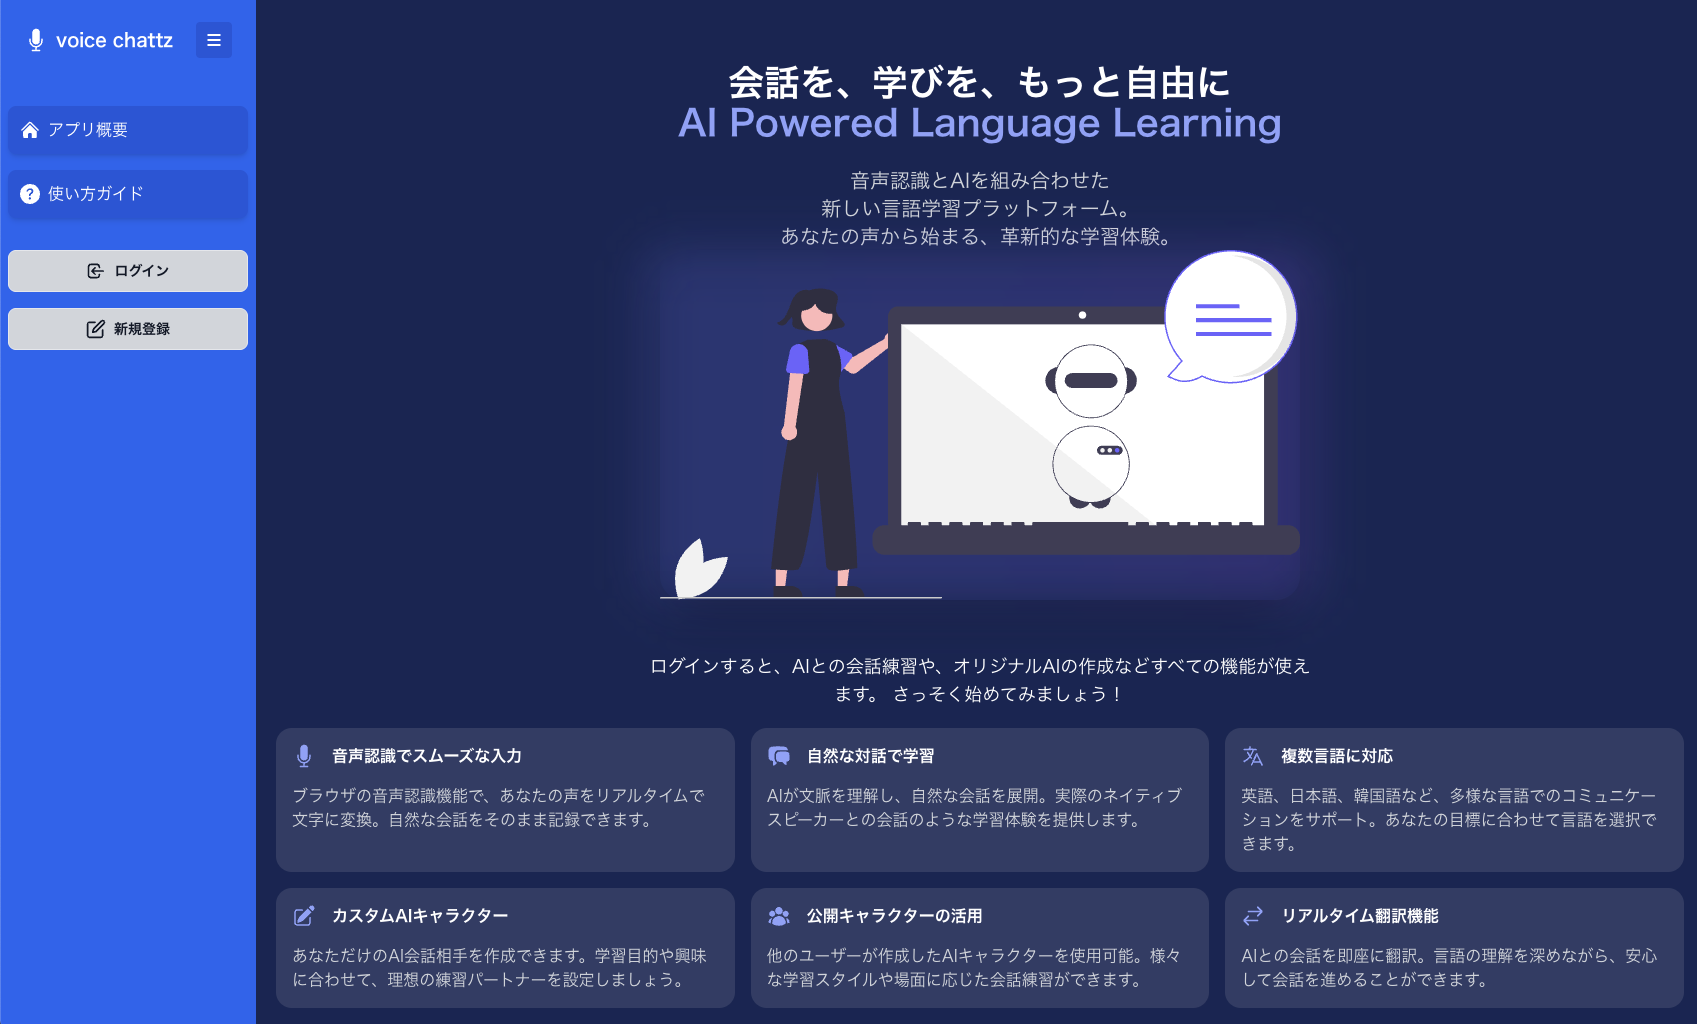 voice chattz
アプリ概要
使い方ガイド
ログイン
新規登録
会話を、学びを、もっと自由に
AI Powered Language Learning
音声認識とAIを組み合わせた
新しい言語学習プラットフォーム。
あなたの声から始まる、革新的な学習体験。
ログインすると、AIとの会話練習や、オリジナルAIの作成などすべての機能が使え
ます。 さっそく始めてみましょう！
音声認識でスムーズな入力
ブラウザの音声認識機能で、あなたの声をリアルタイムで
文字に変換。自然な会話をそのまま記録できます。
自然な対話で学習
AIが文脈を理解し、自然な会話を展開。実際のネイティブ
スピーカーとの会話のような学習体験を提供します。
複数言語に対応
英語、日本語、韓国語など、多様な言語でのコミュニケー
ションをサポート。あなたの目標に合わせて言語を選択で
きます。
カスタムAIキャラクター
あなただけのAI会話相手を作成できます。学習目的や興味
に合わせて、理想の練習パートナーを設定しましょう。
公開キャラクターの活用
他のユーザーが作成したAIキャラクターを使用可能。様々
な学習スタイルや場面に応じた会話練習ができます。
リアルタイム翻訳機能
AIとの会話を即座に翻訳。言語の理解を深めながら、安心
して会話を進めることができます。